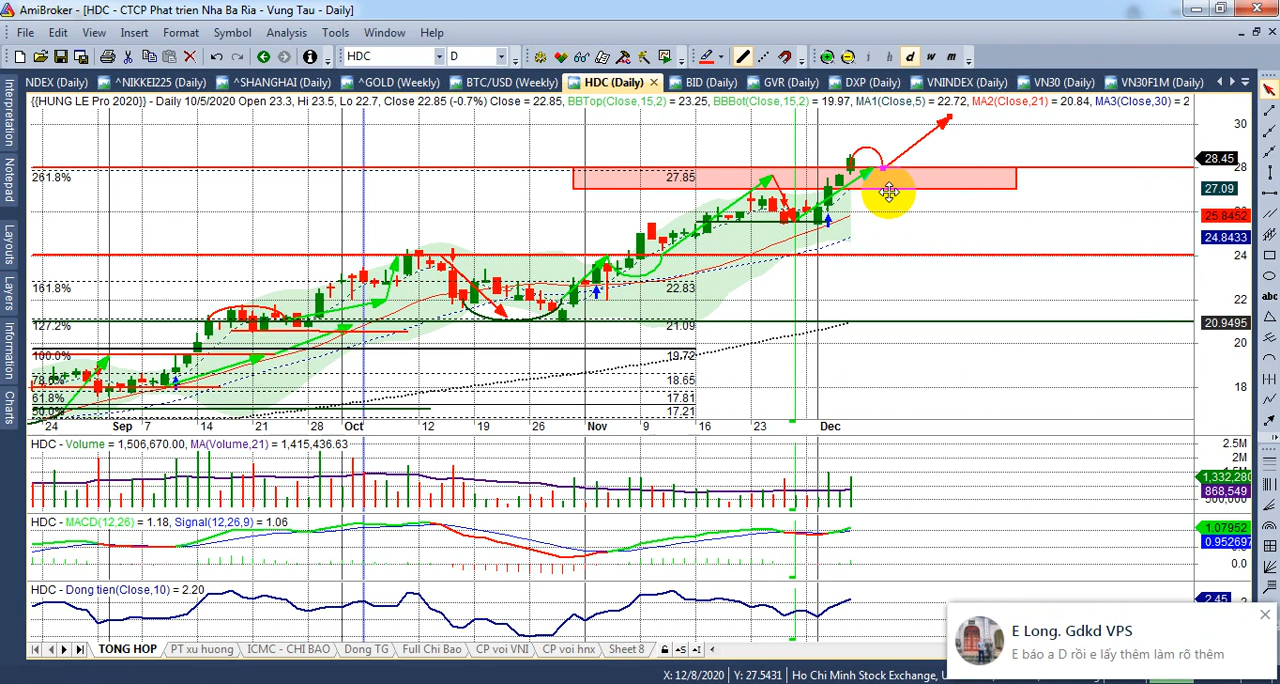 AmiBroker - [HDC - CTCP Phat trien Nha Ba Ria - Vung Tau - Daily]
File Edit View Insert Format Symbol Analysis Tools Window Help
HDC D i h d w m
NDEX (Daily) ^NIKKEI225 (Daily) ^SHANGHAI (Daily) ^GOLD (Weekly) BTC/USD (Weekly) HDC (Daily) BID (Daily) GVR (Daily) DXP (Daily) VNINDEX (Daily) VN30 (Daily) VN30F1M (Daily)
{{HUNG LE Pro 2020}} - Daily 10/5/2020 Open 23.3, Hi 23.5, Lo 22.7, Close 22.85 (-0.7%) Close = 22.85, BBTop(Close,15,2) = 23.25, BBBot(Close,15,2) = 19.97, MA1(Close,5) = 22.72, MA2(Close,21) = 20.84, MA3(Close,30) = 2
Interpretation
Notepad
Layouts
Layers
Information
Charts
abc
30
28.45
28
261.8% 27.85
27.09
26
25.8452
24.8433
24
161.8% 22.83
22
127.2% 21.09
20.9495
20
100.0% 19.72
78.6% 18.65
18
61.8% 17.81
50.0% 17.21
24 Sep 7 14 21 28 Oct 12 19 26 Nov 9 16 23 Dec
HDC - Volume = 1,506,670.00, MA(Volume,21) = 1,415,436.63
2.5M
2M
1.5M
1,332,280
868,549
500,000
HDC - MACD(12,26) = 1.18, Signal(12,26,9) = 1.06
1.07952
0.952697
0.0
HDC - Dong tien(Close,10) = 2.20
2.45
2
TONG HOP PT xu huong ICMF - CHI BAO Dong TG Full Chi Bao CP voi VNI CP voi hnx Sheet 8
X: 12/8/2020 Y: 27.5431 Ho Chi Minh Stock Exchange,
E Long. Gdkd VPS
E báo a D rồi e lấy thêm làm rõ thêm